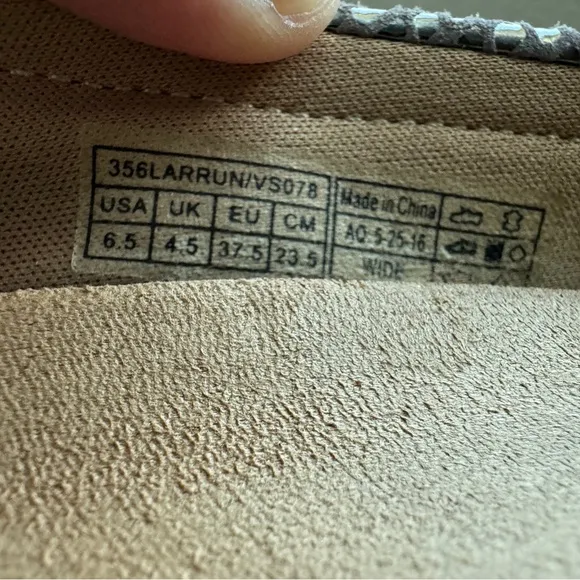 356LARRUN/VS078
USA UK EU CM
6.5 4.5 37.5 23.5
Made in China
AQ 5-25-16
WIDE